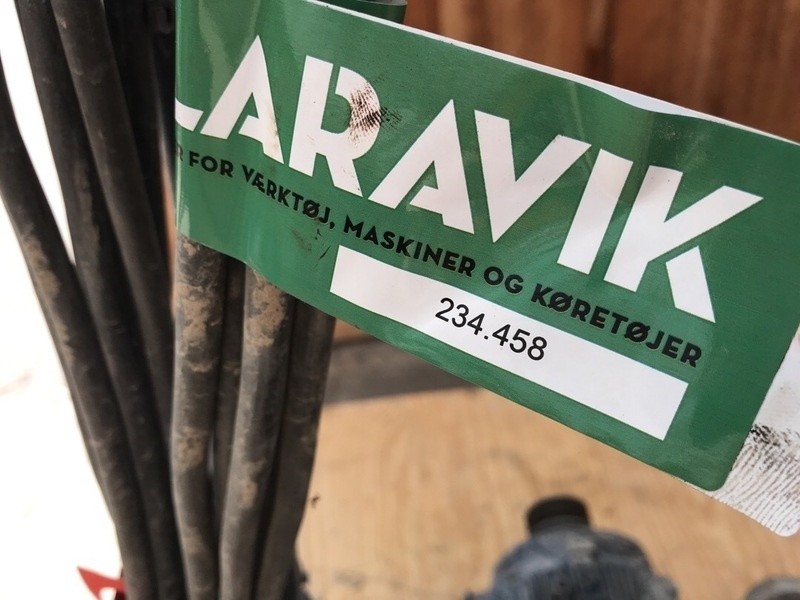 LARAVIK
R FOR VÆRKTØJ, MASKINER OG KØRETØJER
234.458